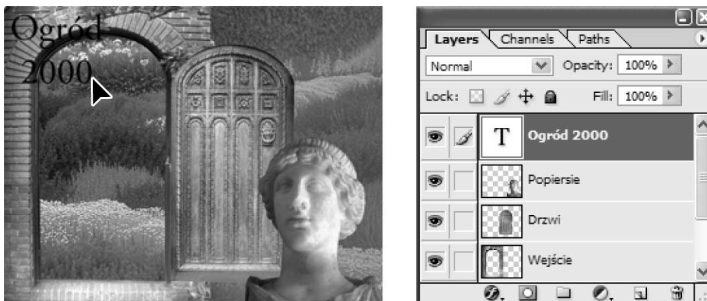 Ogród
2000
Layers Channels Paths
Normal Opacity: 100%
Lock: Fill: 100%
T Ogród 2000
Popiersie
Drzwi
Wejście